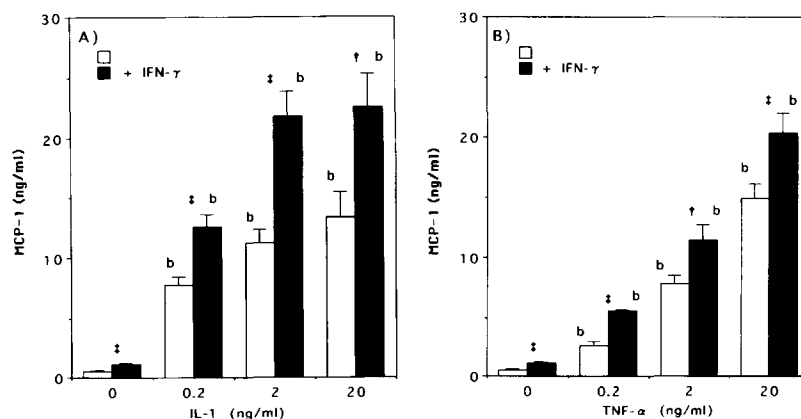 A)
+ IFN-γ
MCP-1 (ng/ml)
30
20
10
0
‡
b
‡ b
b
‡ b
b
† b
0 0.2 2 20
IL-1 (ng/ml)
B)
+ IFN-γ
MCP-1 (ng/ml)
30
20
10
0
‡
b
‡ b
b
† b
b
‡ b
0 0.2 2 20
TNF-α (ng/ml)